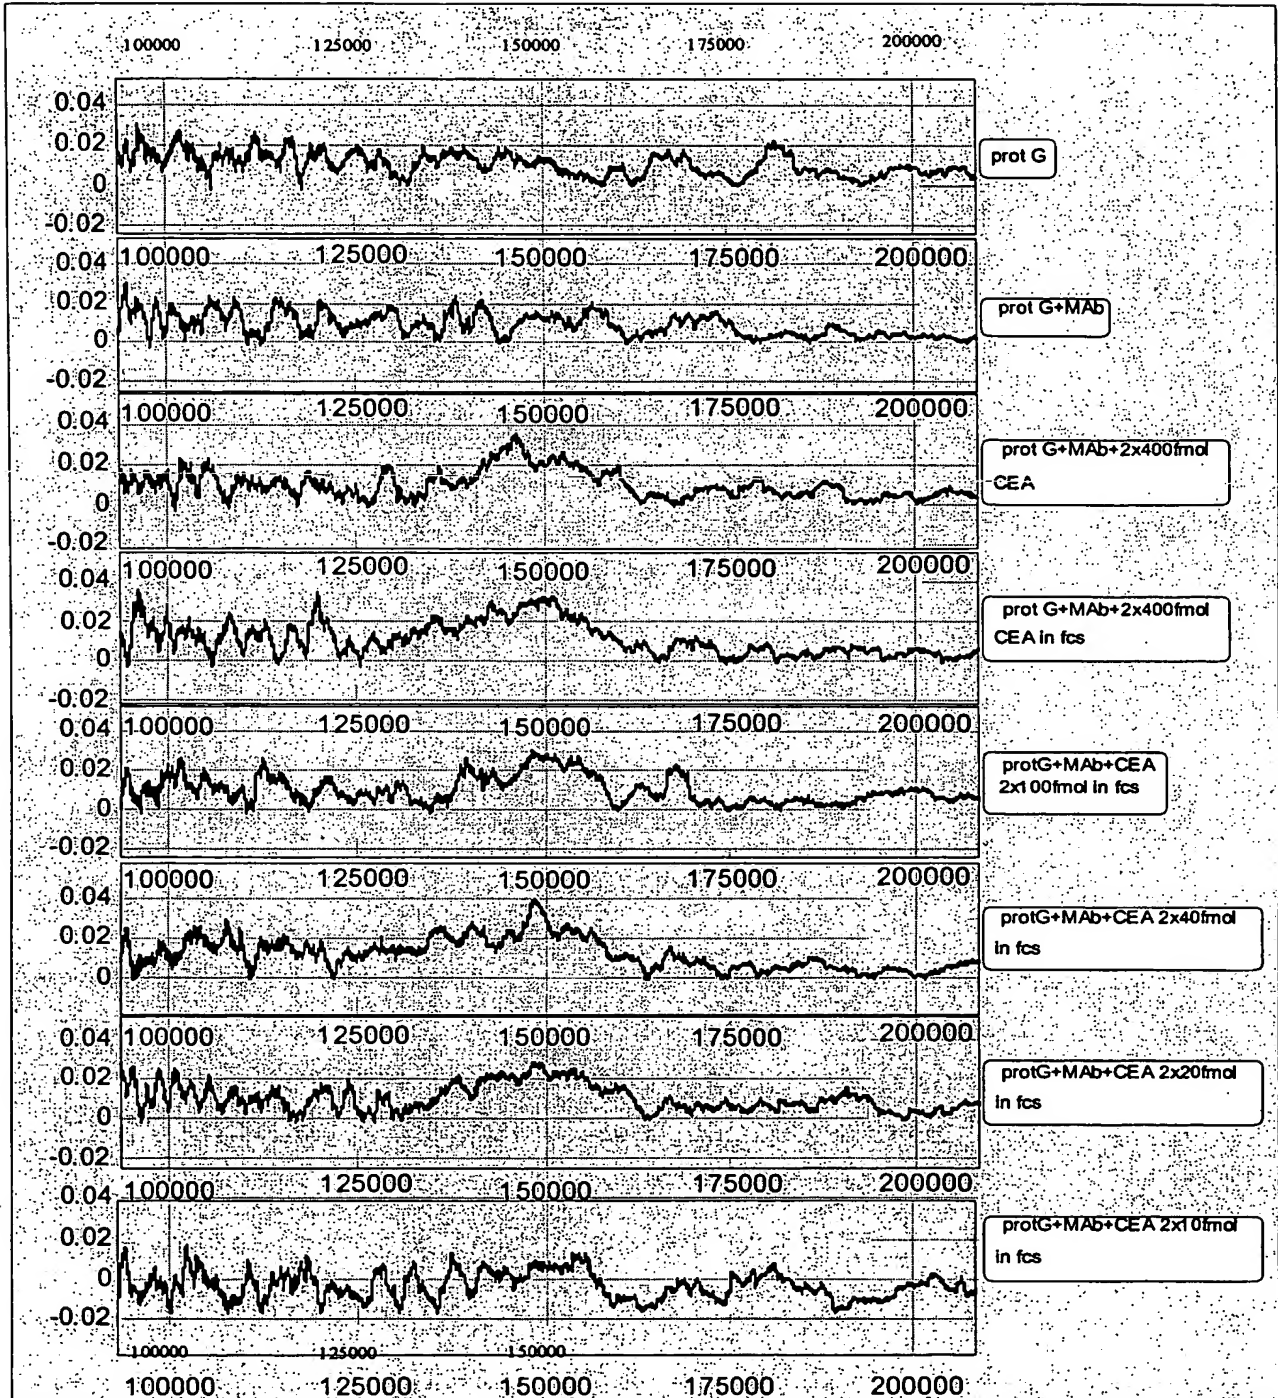 100000 125000 150000 175000 200000
0.04
0.02
0
-0.02
prot G
100000 125000 150000 175000 200000
0.04
0.02
0
-0.02
prot G+MAb
100000 125000 150000 175000 200000
0.04
0.02
0
-0.02
prot G+MAb+2x400fmol
CEA
100000 125000 150000 175000 200000
0.04
0.02
0
-0.02
prot G+MAb+2x400fmol
CEA in fcs
100000 125000 150000 175000 200000
0.04
0.02
0
-0.02
protG+MAb+CEA
2x100fmol in fcs
100000 125000 150000 175000 200000
0.04
0.02
0
protG+MAb+CEA 2x40fmol
in fcs
100000 125000 150000 175000 200000
0.04
0.02
0
-0.02
protG+MAb+CEA 2x20fmol
in fcs
100000 125000 150000 175000 200000
0.04
0.02
0
-0.02
protG+MAb+CEA 2x10fmol
in fcs
100000 125000 150000
100000 125000 150000 175000 200000